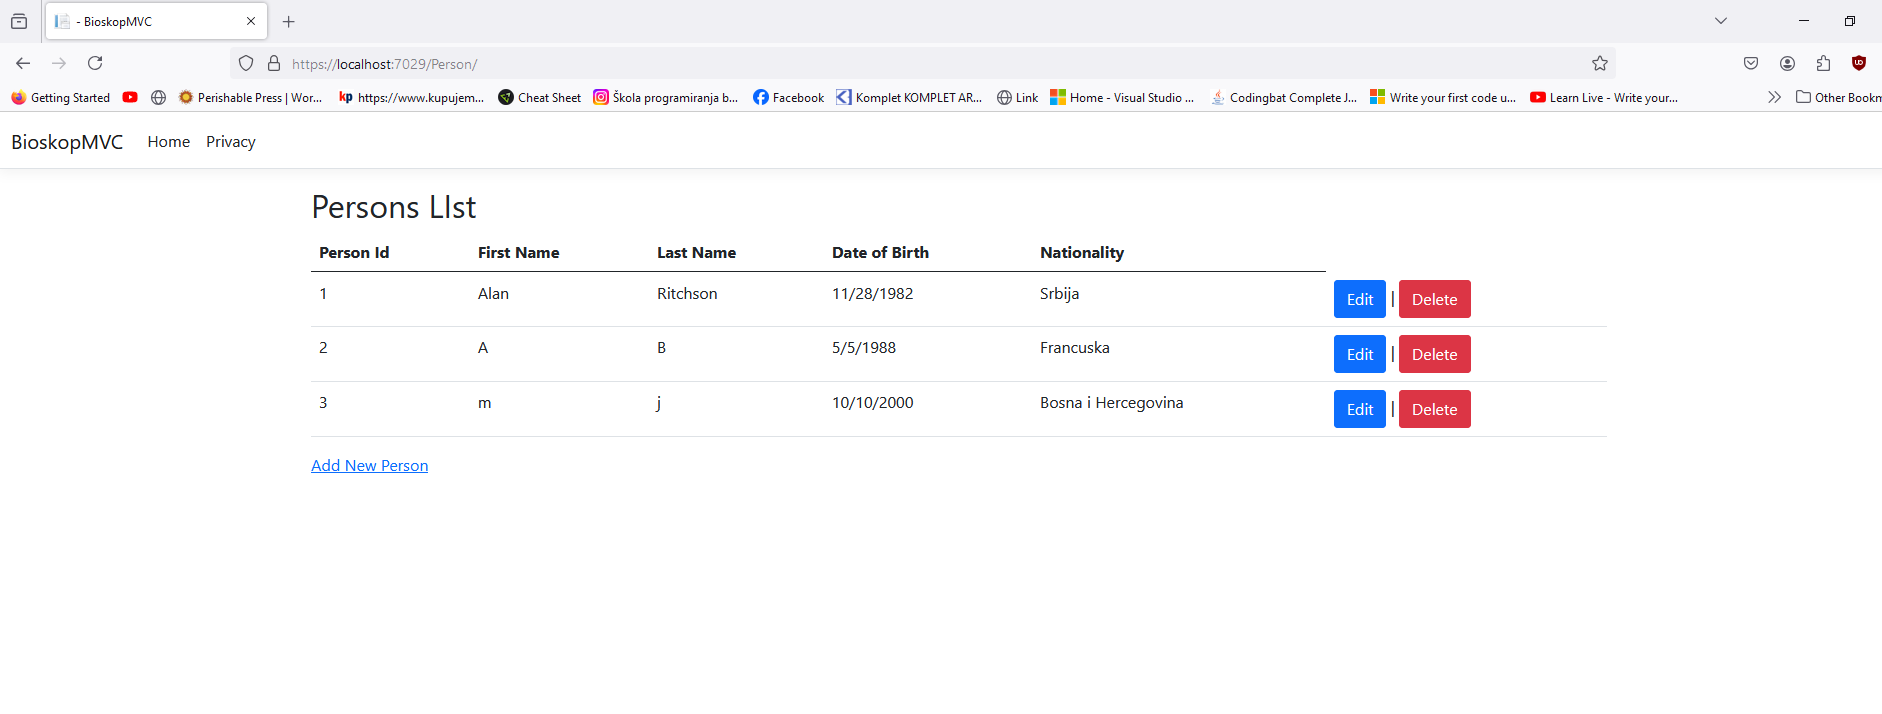 - BioskopMVC
https://localhost:7029/Person/
Getting Started Perishable Press | Wor... https://www.kupujem... Cheat Sheet Škola programiranja b... Facebook Komplet KOMPLET AR... Link Home - Visual Studio ... Codingbat Complete J... Write your first code u... Learn Live - Write your... Other Bookm
BioskopMVC Home Privacy
Persons LIst
Person Id First Name Last Name Date of Birth Nationality
1 Alan Ritchson 11/28/1982 Srbija Edit | Delete
2 A B 5/5/1988 Francuska Edit | Delete
3 m j 10/10/2000 Bosna i Hercegovina Edit | Delete
Add New Person